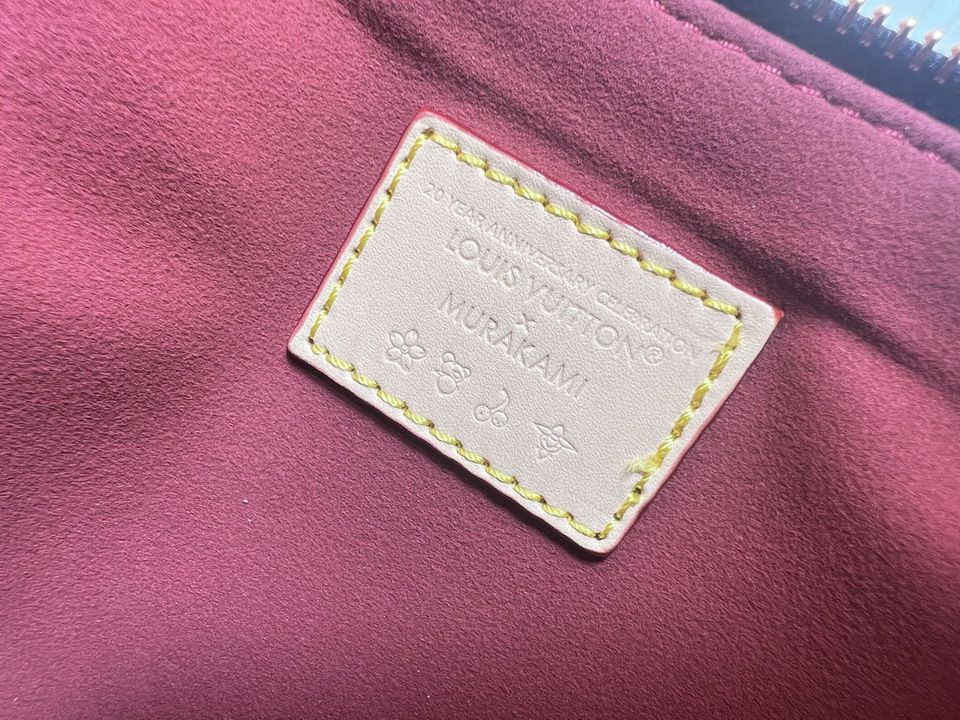 20 YEAR ANNIVERSARY CELEBRATION
LOUIS VUITTON®
×
MURAKAMI